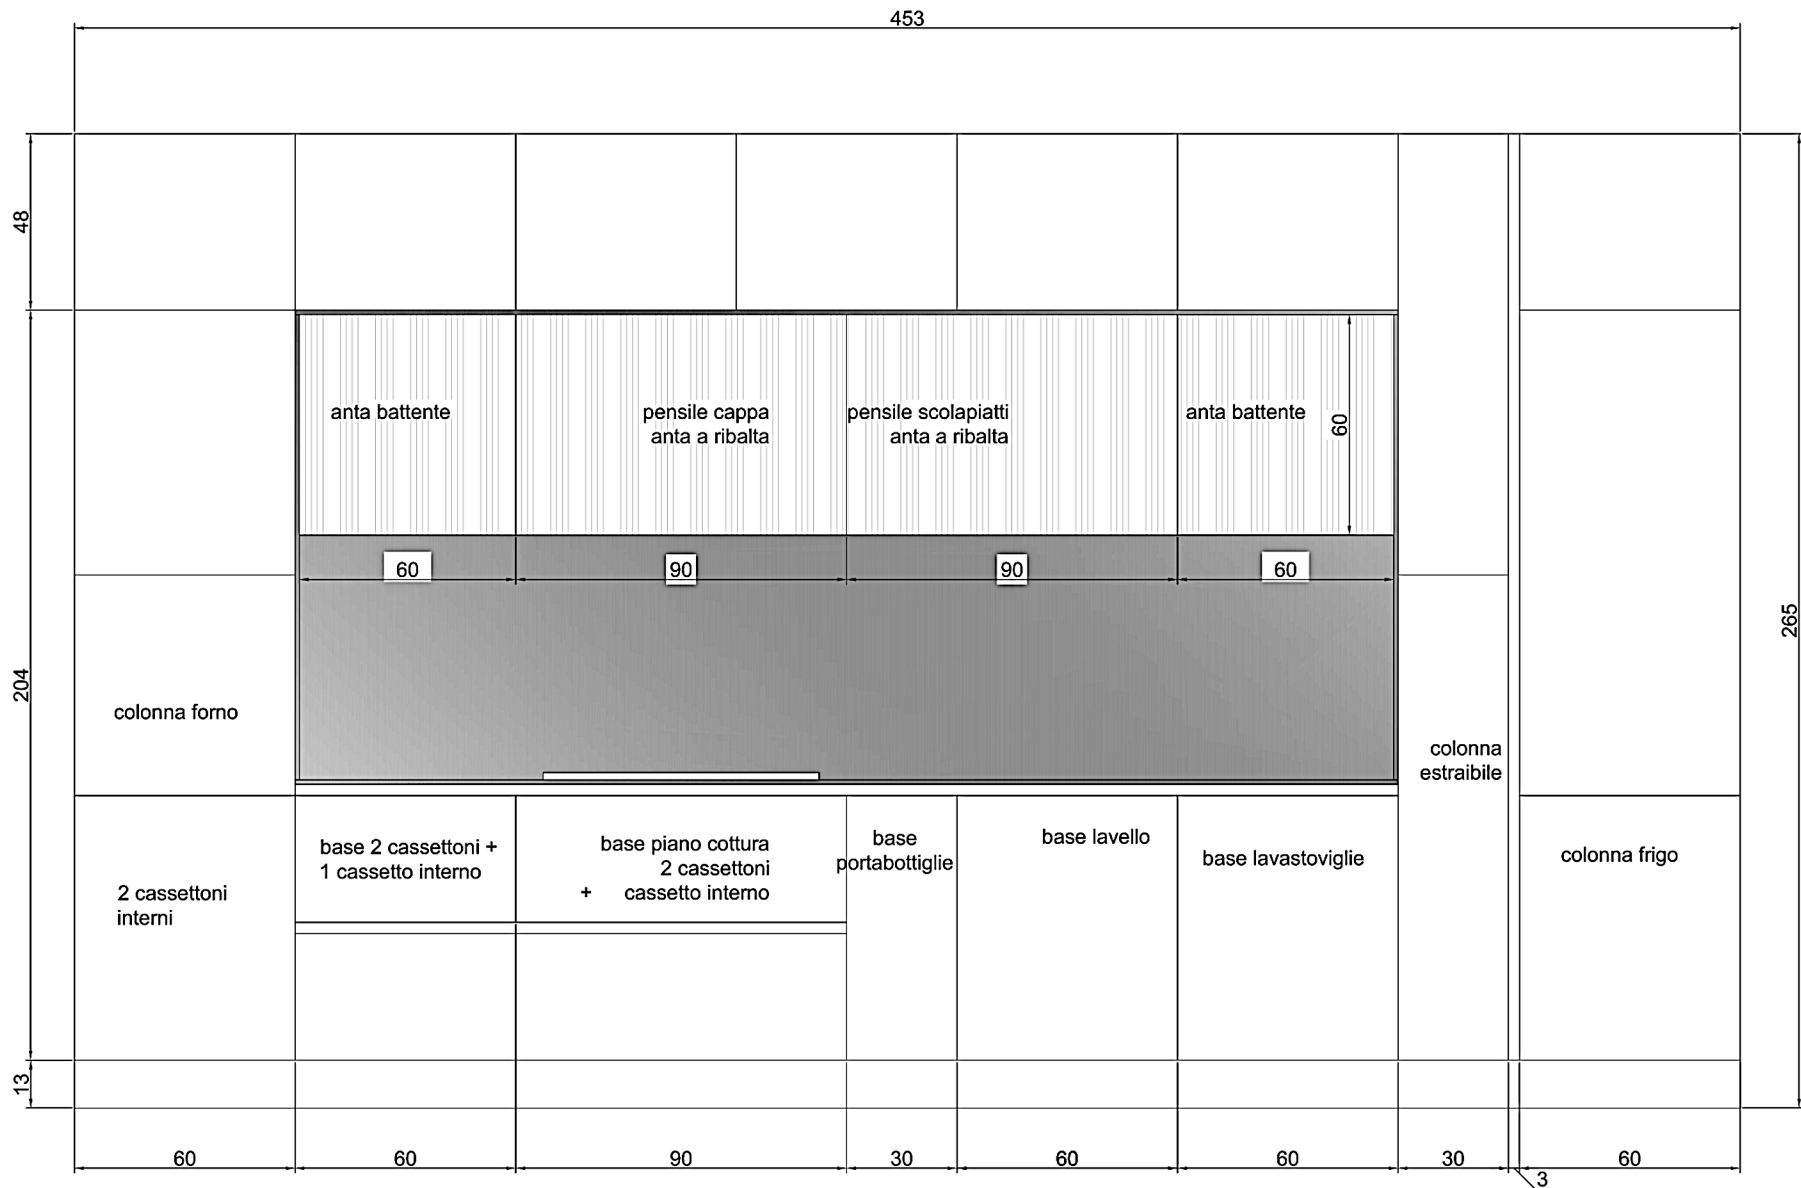 453
48
anta battente
pensile cappa
anta a ribalta
pensile scolapiatti
anta a ribalta
anta battente
60
60
90
90
60
265
204
colonna forno
colonna
estraibile
base 2 cassettoni +
1 cassetto interno
base piano cottura
2 cassettoni
+ cassetto interno
base
portabottiglie
base lavello
base lavastoviglie
colonna frigo
2 cassettoni
interni
13
60
60
90
30
60
60
30
3
60